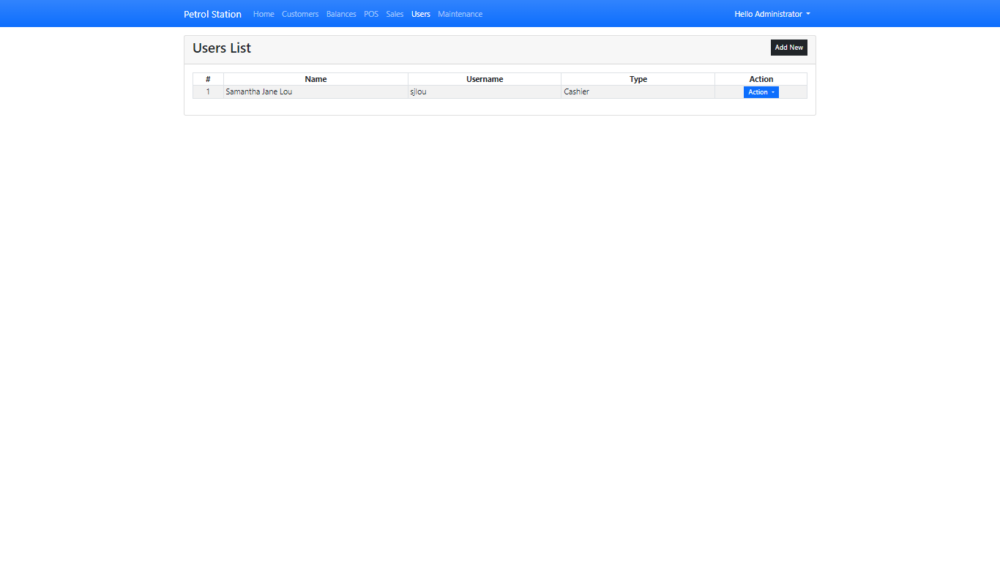 Petrol Station Home Customers Balances POS Sales Users Maintenance Hello Administrator
Users List Add New
# Name Username Type Action
1 Samantha Jane Lou sjlou Cashier Action